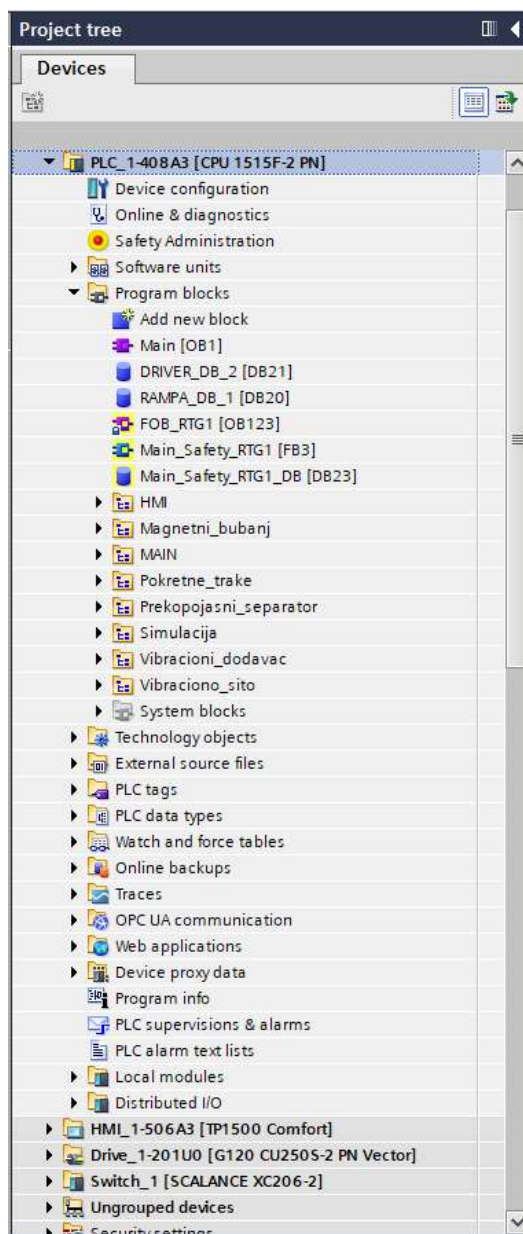 Project tree
Devices
PLC_1-408A3 [CPU 1515F-2 PN]
Device configuration
Online & diagnostics
Safety Administration
Software units
Program blocks
Add new block
Main [OB1]
DRIVER_DB_2 [DB21]
RAMPA_DB_1 [DB20]
FOB_RTG1 [OB123]
Main_Safety_RTG1 [FB3]
Main_Safety_RTG1_DB [DB23]
HMI
Magnetni_bubanj
MAIN
Pokretne_trake
Prekopojasni_separator
Simulacija
Vibracioni_dodavac
Vibraciono_sito
System blocks
Technology objects
External source files
PLC tags
PLC data types
Watch and force tables
Online backups
Traces
OPC UA communication
Web applications
Device proxy data
Program info
PLC supervisions & alarms
PLC alarm text lists
Local modules
Distributed I/O
HMI_1-506A3 [TP1500 Comfort]
Drive_1-201U0 [G120 CU250S-2 PN Vector]
Switch_1 [SCALANCE XC206-2]
Ungrouped devices
Security settings